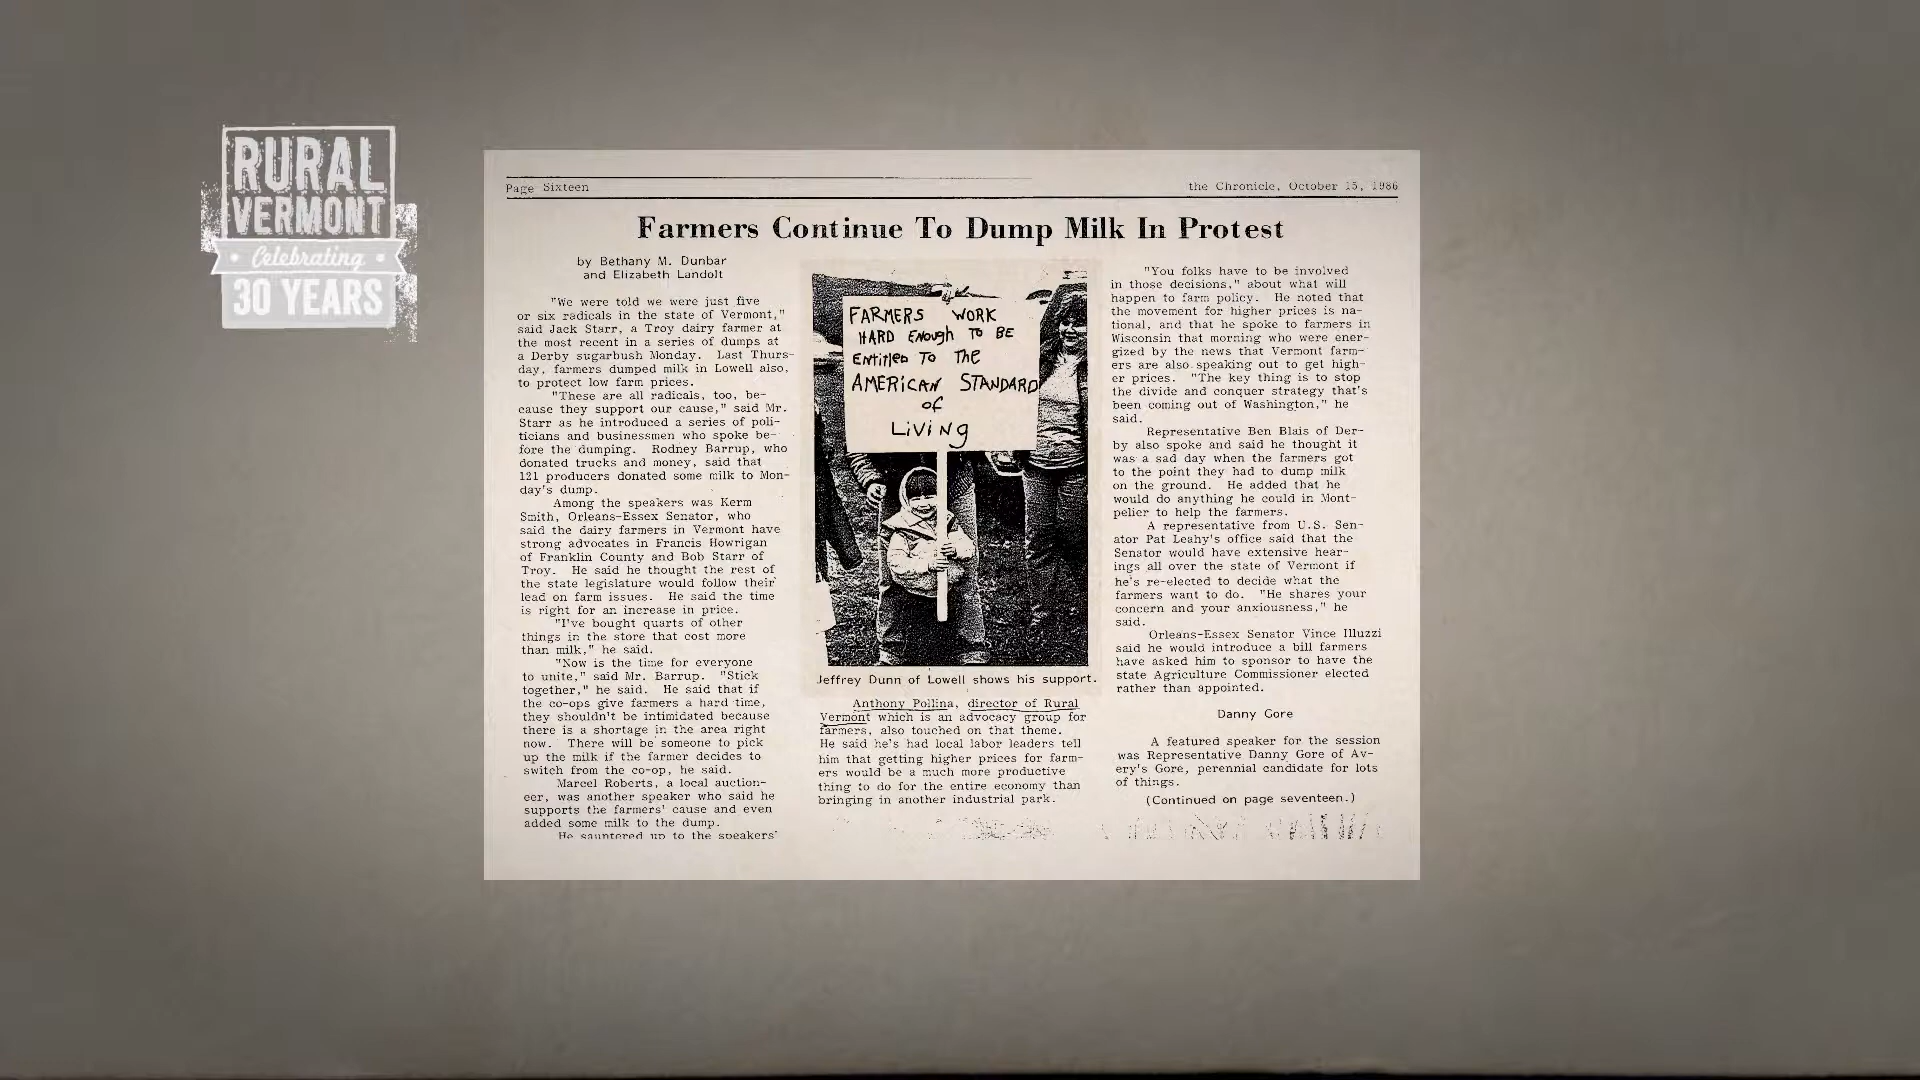 RURAL
VERMONT
Celebrating
30 YEARS
Page Sixteen
the Chronicle, October 15, 1986
Farmers Continue To Dump Milk In Protest
by Bethany M. Dunbar
and Elizabeth Landolt
"We were told we were just five
or six radicals in the state of Vermont,"
said Jack Starr, a Troy dairy farmer at
the most recent in a series of dumps at
a Derby sugarbush Monday. Last Thurs-
day, farmers dumped milk in Lowell also,
to protect low farm prices.
"These are all radicals, too, be-
cause they support our cause," said Mr.
Starr as he introduced a series of poli-
ticians and businessmen who spoke be-
fore the dumping. Rodney Barrup, who
donated trucks and money, said that
121 producers donated some milk to Mon-
day's dump.
Among the speakers was Kerm
Smith, Orleans-Essex Senator, who
said the dairy farmers in Vermont have
strong advocates in Francis Howrigan
of Franklin County and Bob Starr of
Troy. He said he thought the rest of
the state legislature would follow their
lead on farm issues. He said the time
is right for an increase in price.
"I've bought quarts of other
things in the store that cost more
than milk," he said.
"Now is the time for everyone
to unite," said Mr. Barrup. "Stick
together," he said. He said that if
the co-ops give farmers a hard time,
they shouldn't be intimidated because
there is a shortage in the area right
now. There will be someone to pick
up the milk if the farmer decides to
switch from the co-op, he said.
Marcel Roberts, a local auction-
eer, was another speaker who said he
supports the farmers' cause and even
added some milk to the dump.
He sauntered up to the speakers'
FARMERS WORK
HARD ENough TO BE
ENTITlED TO The
AMERICAN STANDARD
of
LiViNg
Jeffrey Dunn of Lowell shows his support.
Anthony Pollina, director of Rural
Vermont which is an advocacy group for
farmers, also touched on that theme.
He said he's had local labor leaders tell
him that getting higher prices for farm-
ers would be a much more productive
thing to do for the entire economy than
bringing in another industrial park.
"You folks have to be involved
in those decisions," about what will
happen to farm policy. He noted that
the movement for higher prices is na-
tional, and that he spoke to farmers in
Wisconsin that morning who were ener-
gized by the news that Vermont farm-
ers are also speaking out to get high-
er prices. "The key thing is to stop
the divide and conquer strategy that's
been coming out of Washington," he
said.
Representative Ben Blais of Der-
by also spoke and said he thought it
was a sad day when the farmers got
to the point they had to dump milk
on the ground. He added that he
would do anything he could in Mont-
pelier to help the farmers.
A representative from U.S. Sen-
ator Pat Leahy's office said that the
Senator would have extensive hear-
ings all over the state of Vermont if
he's re-elected to decide what the
farmers want to do. "He shares your
concern and your anxiousness," he
said.
Orleans-Essex Senator Vince Illuzzi
said he would introduce a bill farmers
have asked him to sponsor to have the
state Agriculture Commissioner elected
rather than appointed.
Danny Gore
A featured speaker for the session
was Representative Danny Gore of Av-
ery's Gore, perennial candidate for lots
of things.
(Continued on page seventeen.)